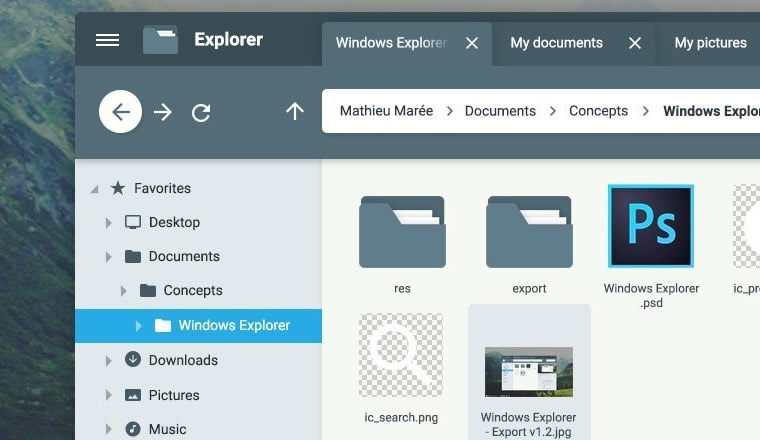 Explorer
Windows Explorer
My documents
My pictures
Mathieu Marée > Documents > Concepts > Windows Explo
Favorites
Desktop
Documents
Concepts
Windows Explorer
Downloads
Pictures
Music
res
export
Ps
Windows Explorer
.psd
ic_pr
ic_search.png
Windows Explorer
- Export v1.2.jpg